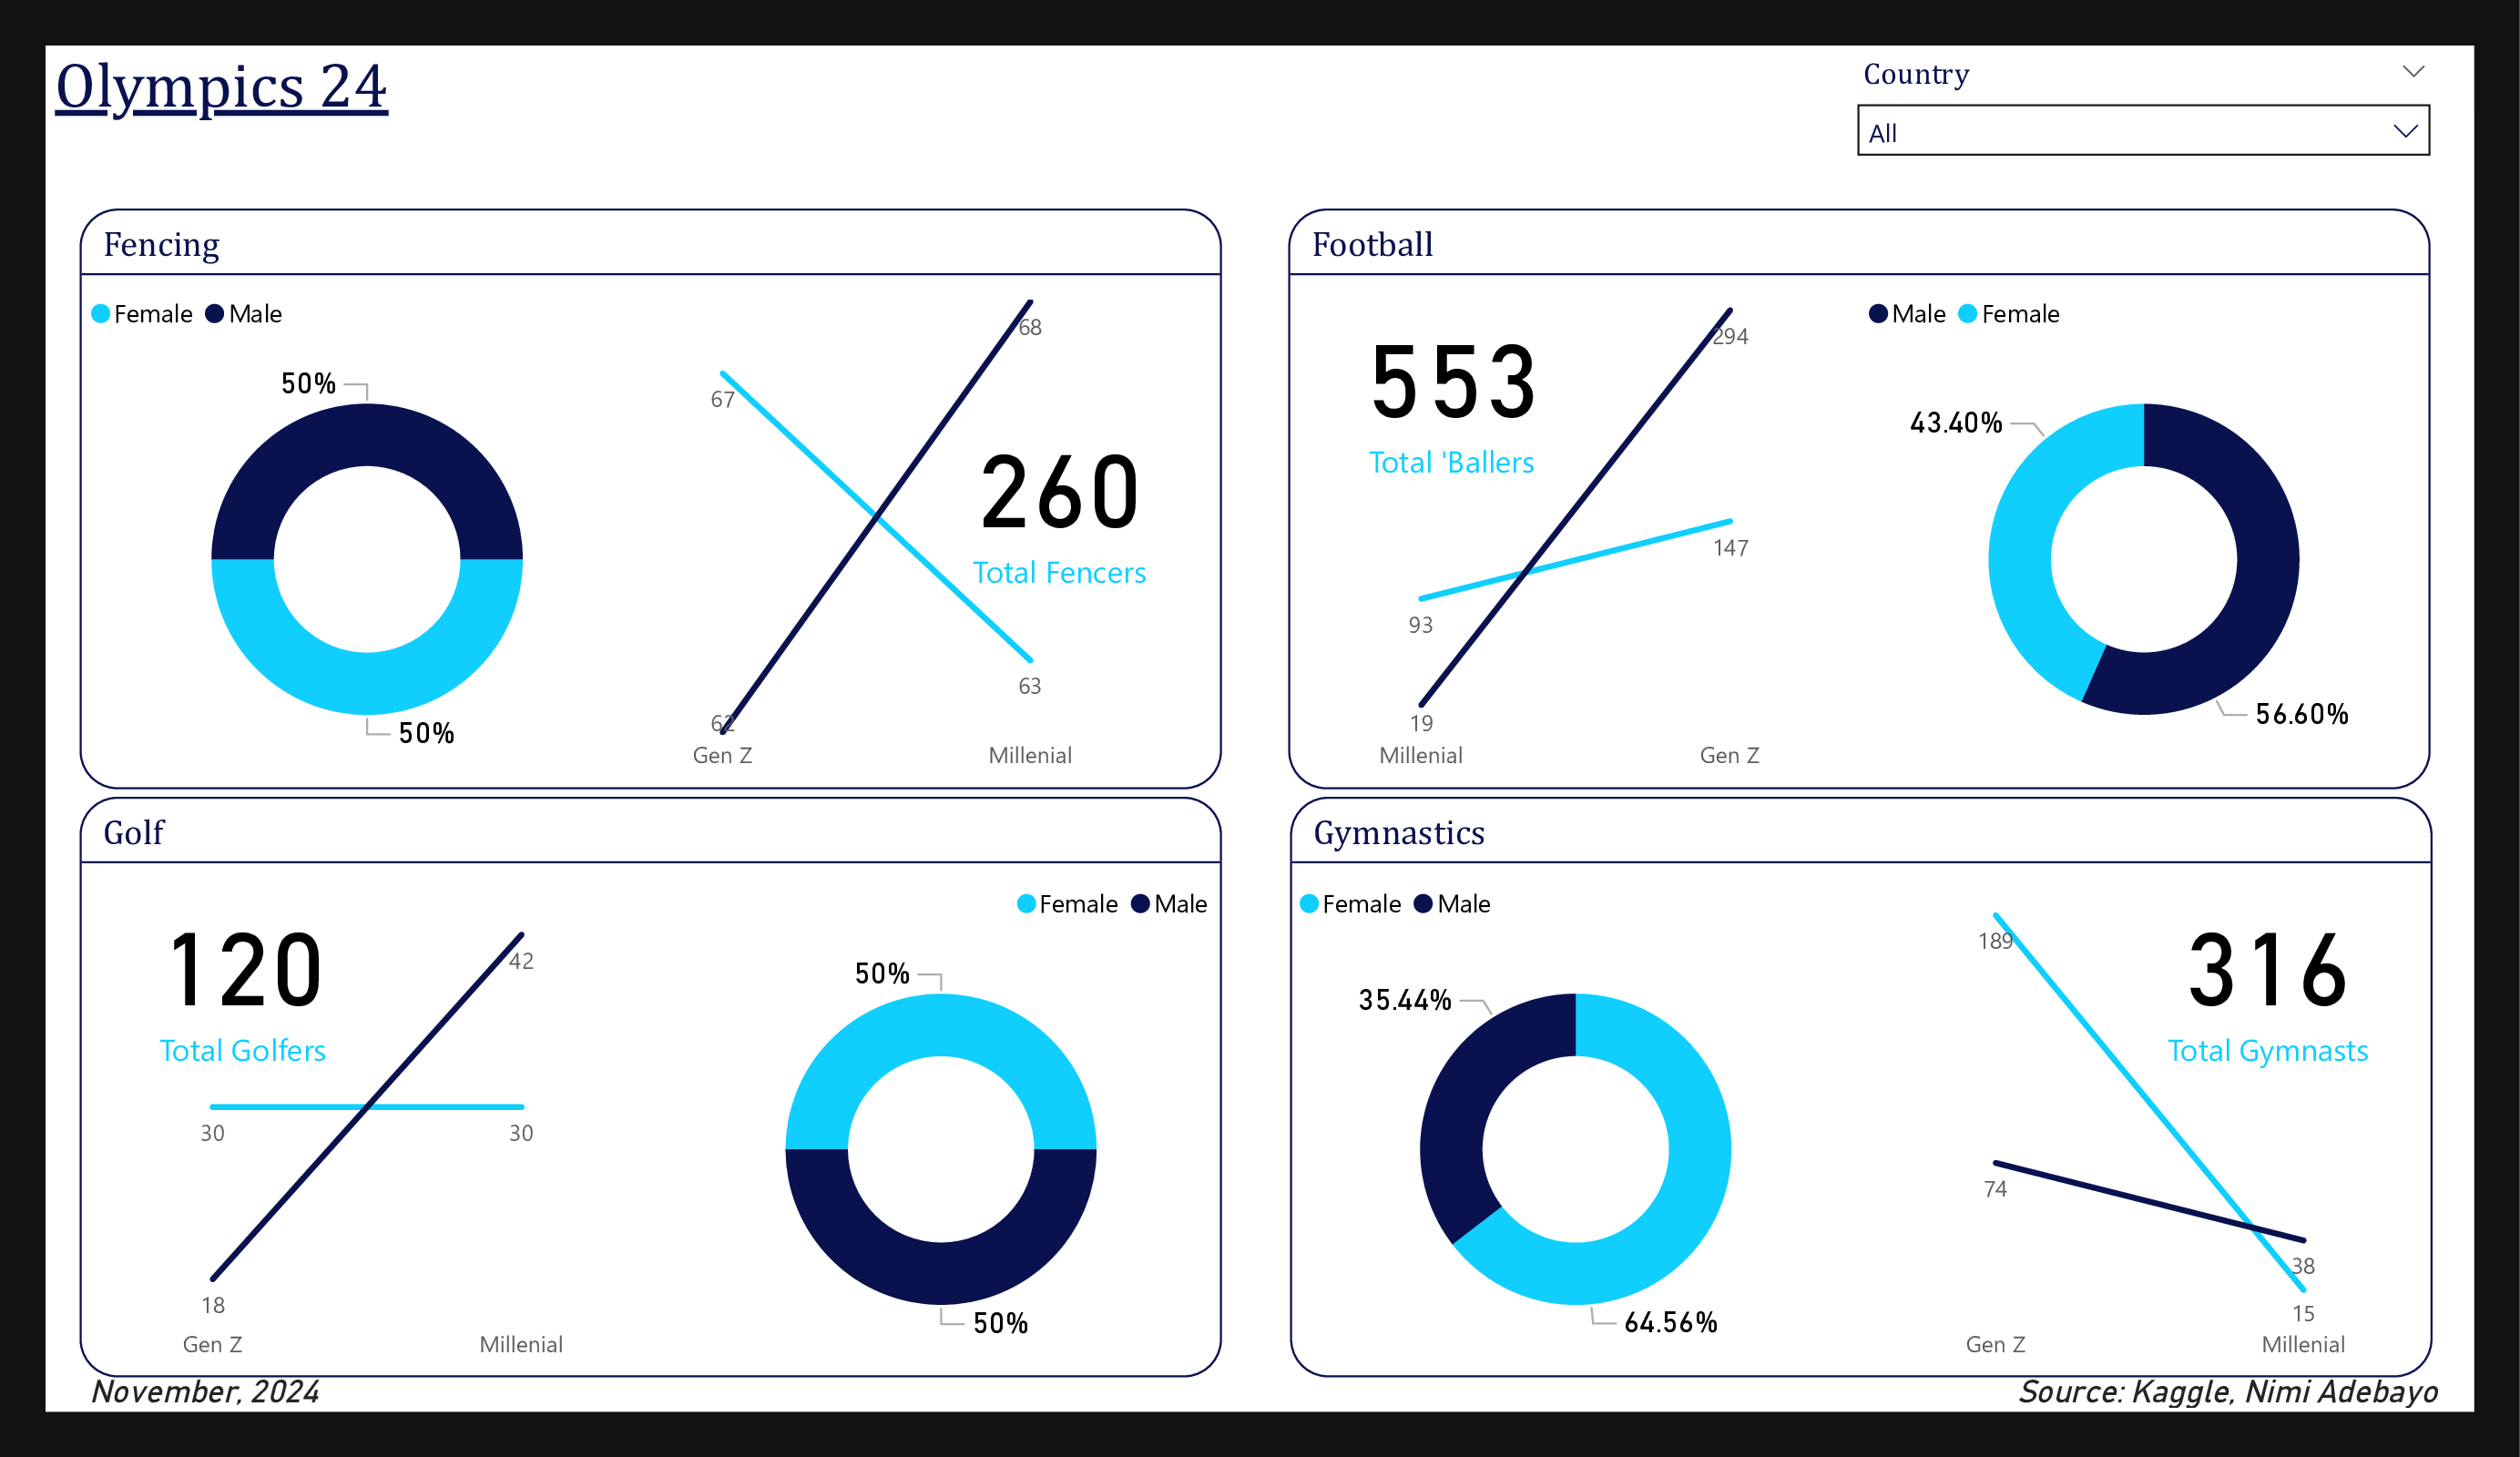 Olympics 24
Country
All
Fencing
Female Male
50%
50%
67
68
62
63
Gen Z Millenial
260
Total Fencers
Football
553
Total 'Ballers
294
147
93
19
Millenial Gen Z
Male Female
43.40%
56.60%
Golf
120
Total Golfers
42
30 30
18
Gen Z Millenial
Female Male
50%
50%
Gymnastics
Female Male
35.44%
64.56%
189
74
38
15
Gen Z Millenial
316
Total Gymnasts
November, 2024
Source: Kaggle, Nimi Adebayo